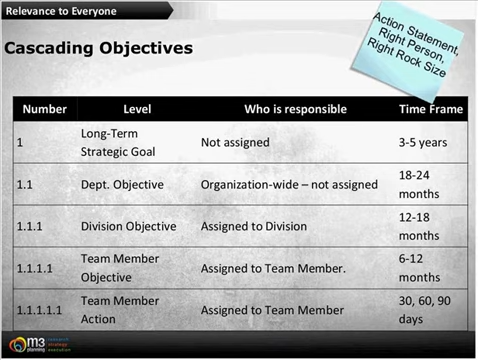 Relevance to Everyone
Action Statement,
Right Person,
Right Rock Size
Cascading Objectives
Number Level Who is responsible Time Frame
1 Long-Term Strategic Goal Not assigned 3-5 years
1.1 Dept. Objective Organization-wide – not assigned 18-24 months
1.1.1 Division Objective Assigned to Division 12-18 months
1.1.1.1 Team Member Objective Assigned to Team Member. 6-12 months
1.1.1.1.1 Team Member Action Assigned to Team Member 30, 60, 90 days
m3 planning
research
strategy
execution